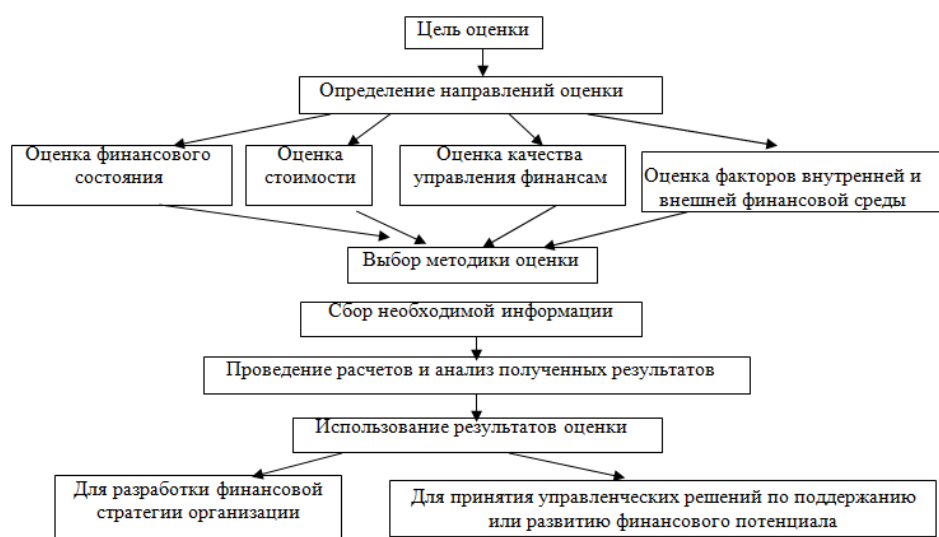 Цель оценки
Определение направлений оценки
Оценка финансового
состояния
Оценка
стоимости
Оценка качества
управления финансам
Оценка факторов внутренней и
внешней финансовой среды
Выбор методики оценки
Сбор необходимой информации
Проведение расчетов и анализ полученных результатов
Использование результатов оценки
Для разработки финансовой
стратегии организации
Для принятия управленческих решений по поддержанию
или развитию финансового потенциала